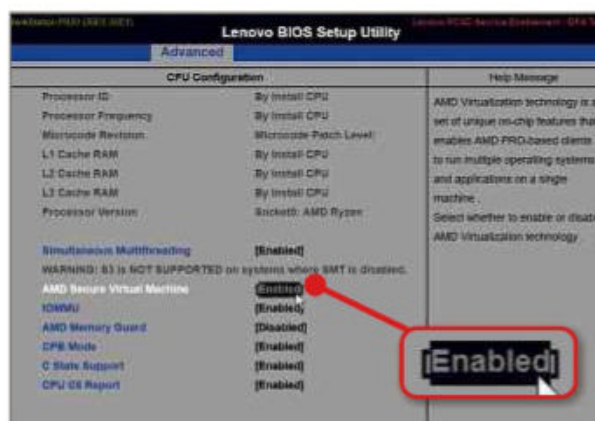 Lenovo BIOS Setup Utility
Advanced
CPU Configuration
Help Message
Processor ID By Install CPU
Processor Frequency By Install CPU
Microcode Revision Microcode Patch Level:
L1 Cache RAM By Install CPU
L2 Cache RAM By Install CPU
L3 Cache RAM By Install CPU
Processor Version Socket0: AMD Ryzen
Simultaneous Multithreading [Enabled]
WARNING: S3 is NOT SUPPORTED on systems where SMT is disabled.
AMD Secure Virtual Machine [Enabled]
IOMMU [Enabled]
AMD Memory Guard [Disabled]
CPB Mode [Enabled]
C State Support [Enabled]
CPU C6 Report [Enabled]
AMD Virtualization technology is a
set of unique on-chip features that
enables AMD PRO-based clients
to run multiple operating systems
and applications on a single
machine.
Select whether to enable or disab
AMD Virtualization technology
[Enabled]